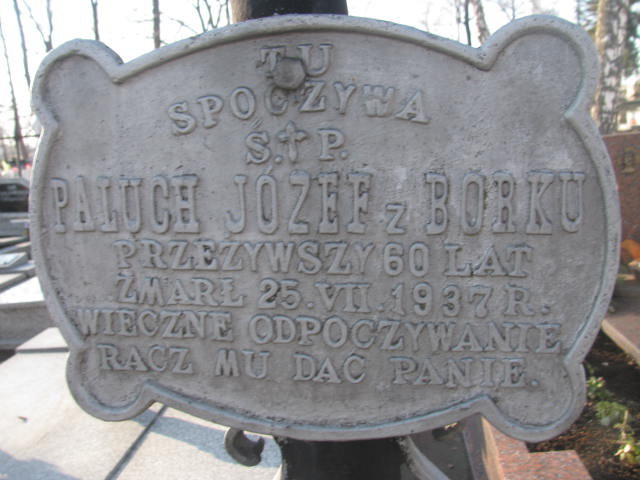 TU
SPOCZYWA
Ś.†P.
PALUCH JÓZEF z BORKU
PRZEŻYWSZY 60 LAT
ZMARŁ 25.VII.1937 R.
WIECZNE ODPOCZYWANIE
RACZ MU DAĆ PANIE.